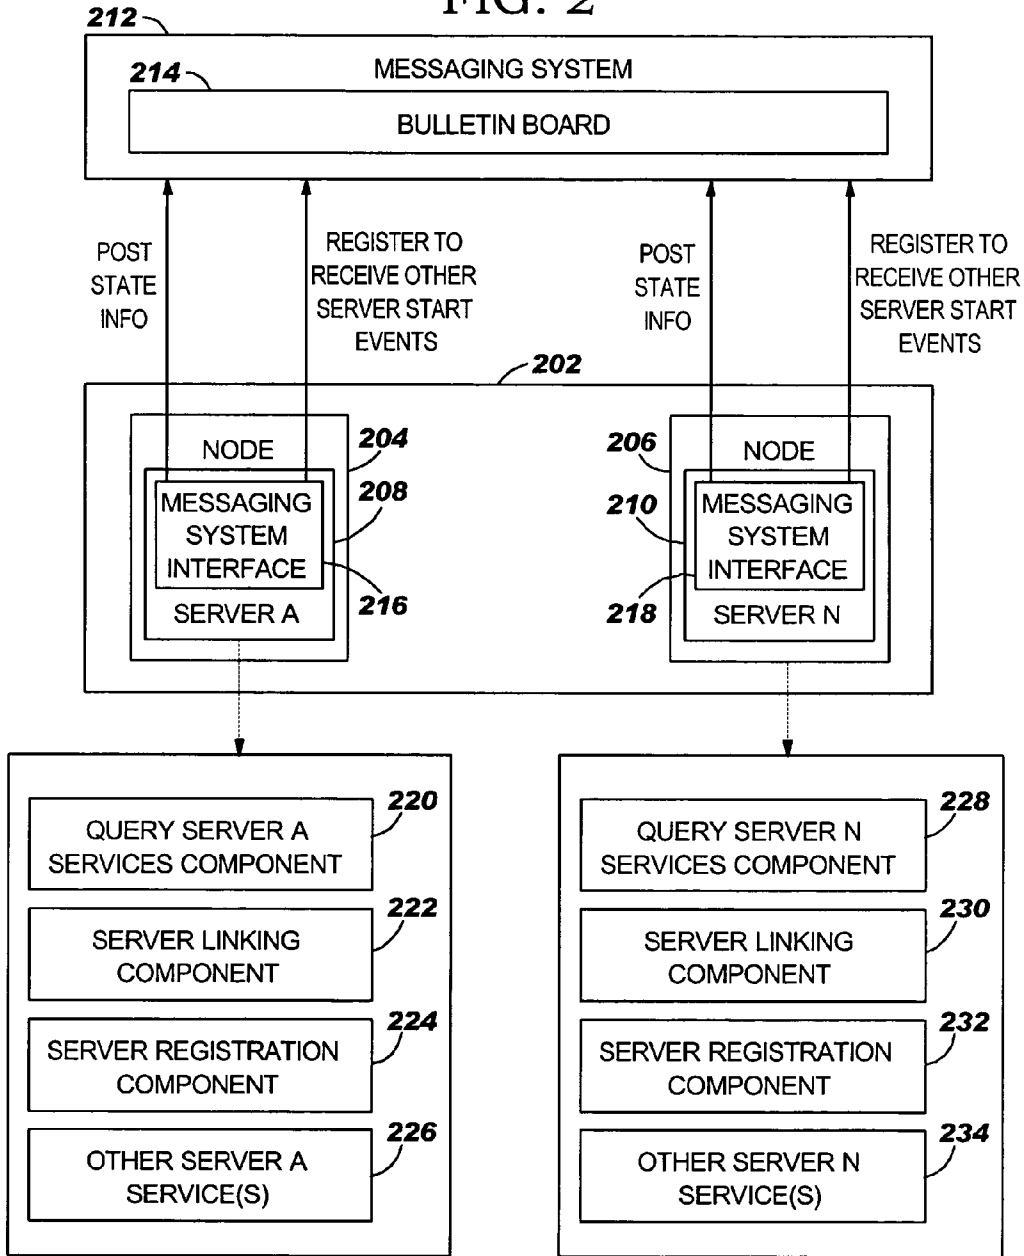 FIG. 2
212
MESSAGING SYSTEM
214
BULLETIN BOARD
POST
STATE
INFO
REGISTER TO
RECEIVE OTHER
SERVER START
EVENTS
POST
STATE
INFO
REGISTER TO
RECEIVE OTHER
SERVER START
EVENTS
202
NODE
204
MESSAGING
SYSTEM
INTERFACE
208
216
SERVER A
206
NODE
210
MESSAGING
SYSTEM
INTERFACE
218
SERVER N
220
QUERY SERVER A
SERVICES COMPONENT
222
SERVER LINKING
COMPONENT
224
SERVER REGISTRATION
COMPONENT
226
OTHER SERVER A
SERVICE(S)
228
QUERY SERVER N
SERVICES COMPONENT
230
SERVER LINKING
COMPONENT
232
SERVER REGISTRATION
COMPONENT
234
OTHER SERVER N
SERVICE(S)